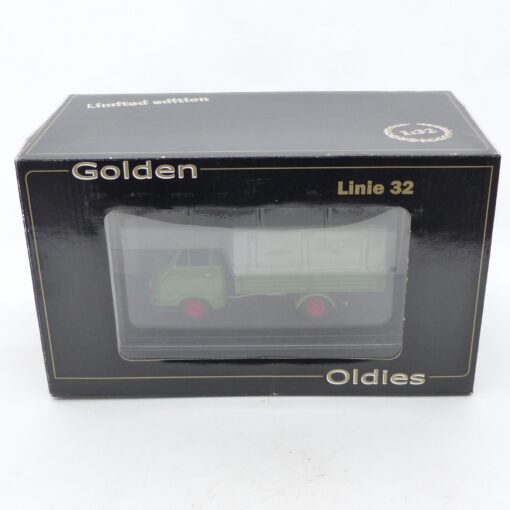 Limited edition
1:32
Golden
Linie 32
Oldies